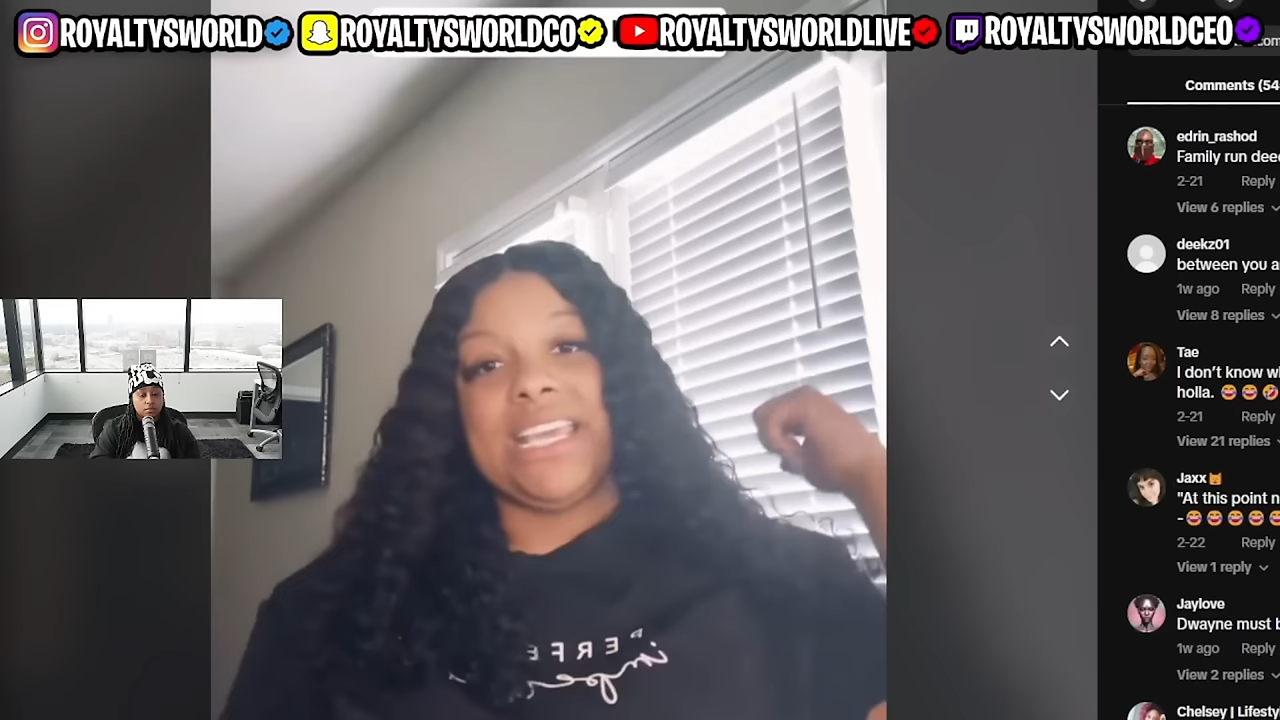 ROYALTYSWORLD ROYALTYSWORLDCO ROYALTYSWORLDLIVE ROYALTYSWORLDCEO
Comments (54
edrin_rashod
Family run dee
2-21 Reply
View 6 replies
deekz01
between you a
1w ago Reply
View 8 replies
Tae
I don't know wh
holla. 😂😂🤣
2-21 Reply
View 21 replies
Jaxx
"At this point n
-😂😂😂😂😂
2-22 Reply
View 1 reply
Jaylove
Dwayne must b
1w ago Reply
View 2 replies
Chelsey | Lifesty
PERFE